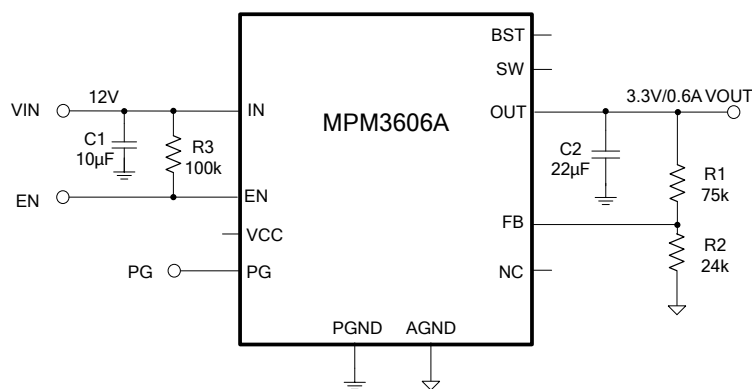 BST
SW
VIN
12V
IN
MPM3606A
OUT
3.3V/0.6A VOUT
C1
10µF
R3
100k
C2
22µF
R1
75k
EN
EN
FB
VCC
R2
24k
PG
PG
NC
PGND
AGND